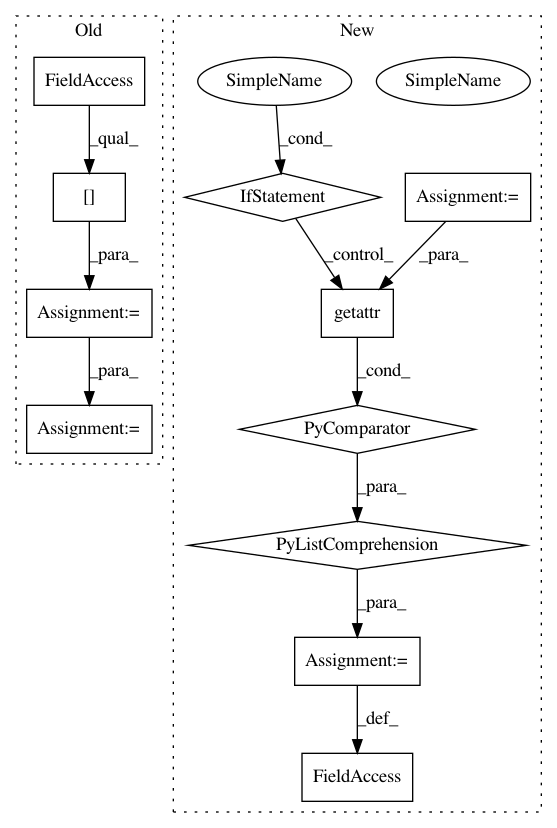 Old
New
FieldAccess
SimpleName
SimpleName
_qual_
_cond_
[]
IfStatement
Assignment:=
_para_
_control_
_para_
Assignment:=
getattr
_para_
_cond_
Assignment:=
PyComparator
_para_
PyListComprehension
_para_
Assignment:=
_def_
FieldAccess